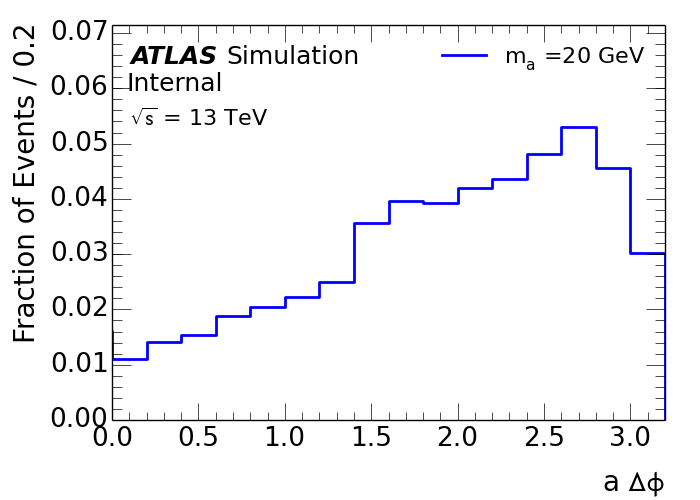 0.07
ATLAS Simulation
Internal
√s = 13 TeV
mₐ =20 GeV
Fraction of Events / 0.2
0.06
0.05
0.04
0.03
0.02
0.01
0.00
0.0 0.5 1.0 1.5 2.0 2.5 3.0
a Δϕ